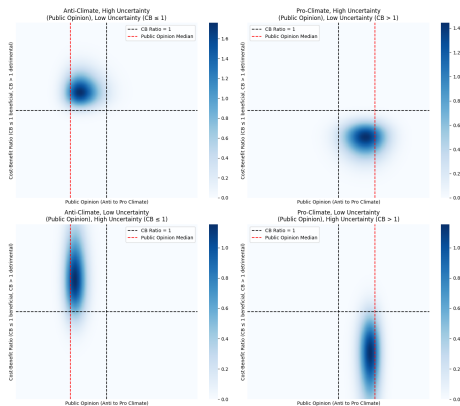 Anti-Climate, High Uncertainty
(Public Opinion), Low Uncertainty (CB ≤ 1)
CB Ratio = 1
Public Opinion Median
Cost-Benefit Ratio (CB ≤ 1 beneficial, CB > 1 detrimental)
Public Opinion (Anti to Pro Climate)
1.6
1.4
1.2
1.0
0.8
0.6
0.4
0.2
0.0
Pro-Climate, High Uncertainty
(Public Opinion), Low Uncertainty (CB > 1)
CB Ratio = 1
Public Opinion Median
Cost-Benefit Ratio (CB ≤ 1 beneficial, CB > 1 detrimental)
Public Opinion (Anti to Pro Climate)
1.4
1.2
1.0
0.8
0.6
0.4
0.2
0.0
Anti-Climate, Low Uncertainty
(Public Opinion), High Uncertainty (CB ≤ 1)
CB Ratio = 1
Public Opinion Median
Cost-Benefit Ratio (CB ≤ 1 beneficial, CB > 1 detrimental)
Public Opinion (Anti to Pro Climate)
1.0
0.8
0.6
0.4
0.2
0.0
Pro-Climate, Low Uncertainty
(Public Opinion), High Uncertainty (CB > 1)
CB Ratio = 1
Public Opinion Median
Cost-Benefit Ratio (CB ≤ 1 beneficial, CB > 1 detrimental)
Public Opinion (Anti to Pro Climate)
1.0
0.8
0.6
0.4
0.2
0.0